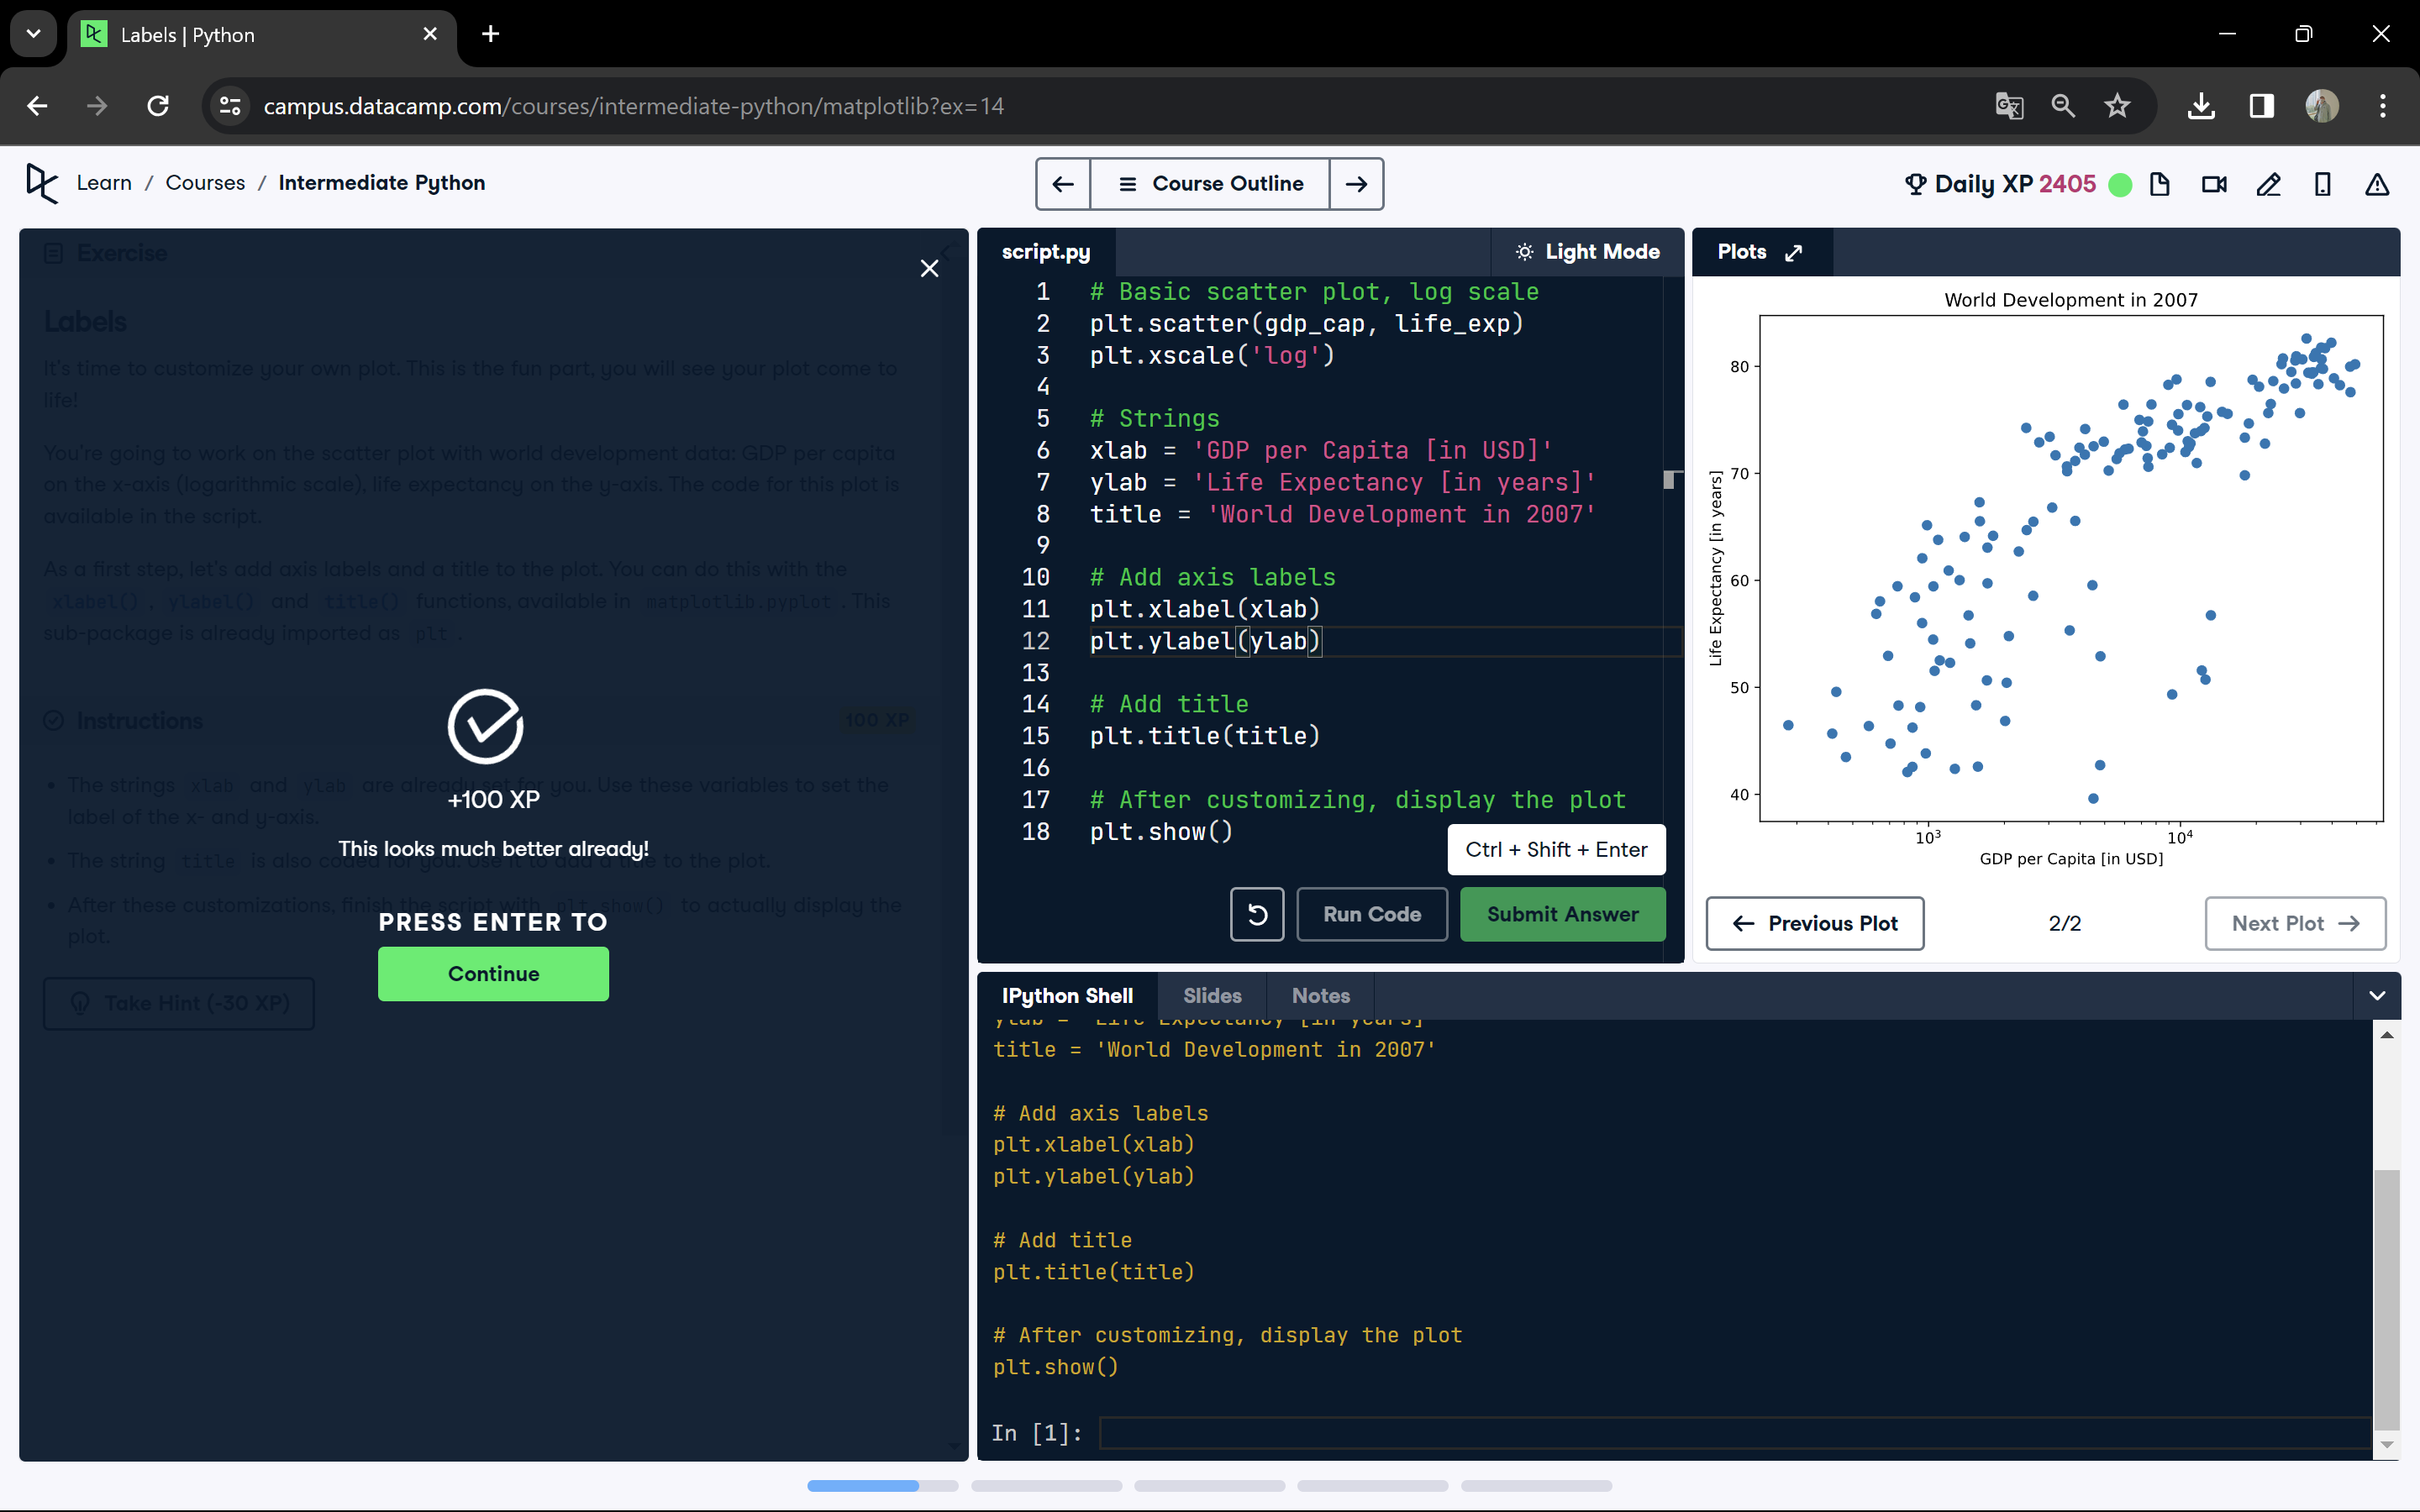 Labels | Python
campus.datacamp.com/courses/intermediate-python/matplotlib?ex=14
Learn / Courses / Intermediate Python
Course Outline
Daily XP 2405
Exercise
Labels
It's time to customize your own plot. This is the fun part, you will see your plot come to
life!
You're going to work on the scatter plot with world development data: GDP per capita
on the x-axis (logarithmic scale), life expectancy on the y-axis. The code for this plot is
available in the script.
As a first step, let's add axis labels and a title to the plot. You can do this with the
xlabel(), ylabel() and title() functions, available in matplotlib.pyplot. This
sub-package is already imported as plt.
Instructions
100 XP
The strings xlab and ylab are already set for you. Use these variables to set the
label of the x- and y-axis.
The string title is also coded for you. Use it to add a title to the plot.
After these customizations, finish the script with plt.show() to actually display the
plot.
Take Hint (-30 XP)
+100 XP
This looks much better already!
PRESS ENTER TO
Continue
script.py
Light Mode
1 # Basic scatter plot, log scale
2 plt.scatter(gdp_cap, life_exp)
3 plt.xscale('log')
4
5 # Strings
6 xlab = 'GDP per Capita [in USD]'
7 ylab = 'Life Expectancy [in years]'
8 title = 'World Development in 2007'
9
10 # Add axis labels
11 plt.xlabel(xlab)
12 plt.ylabel(ylab)
13
14 # Add title
15 plt.title(title)
16
17 # After customizing, display the plot
18 plt.show()
Ctrl + Shift + Enter
Run Code
Submit Answer
Plots
World Development in 2007
80
70
60
50
40
Life Expectancy [in years]
10³
10⁴
GDP per Capita [in USD]
Previous Plot
2/2
Next Plot
IPython Shell
Slides
Notes
ylab = 'Life Expectancy [in years]'
title = 'World Development in 2007'
# Add axis labels
plt.xlabel(xlab)
plt.ylabel(ylab)
# Add title
plt.title(title)
# After customizing, display the plot
plt.show()
In [1]: